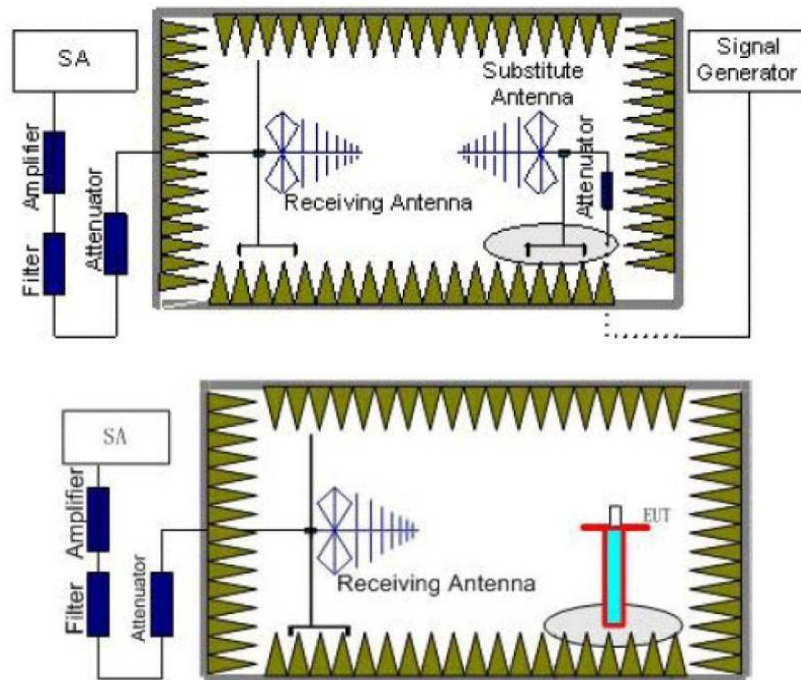 SA
Signal
Generator
Substitute
Antenna
Amplifier
Attenuator
Attenuator
Receiving Antenna
Filter
SA
Amplifier
EUT
Receiving Antenna
Filter
Attenuator